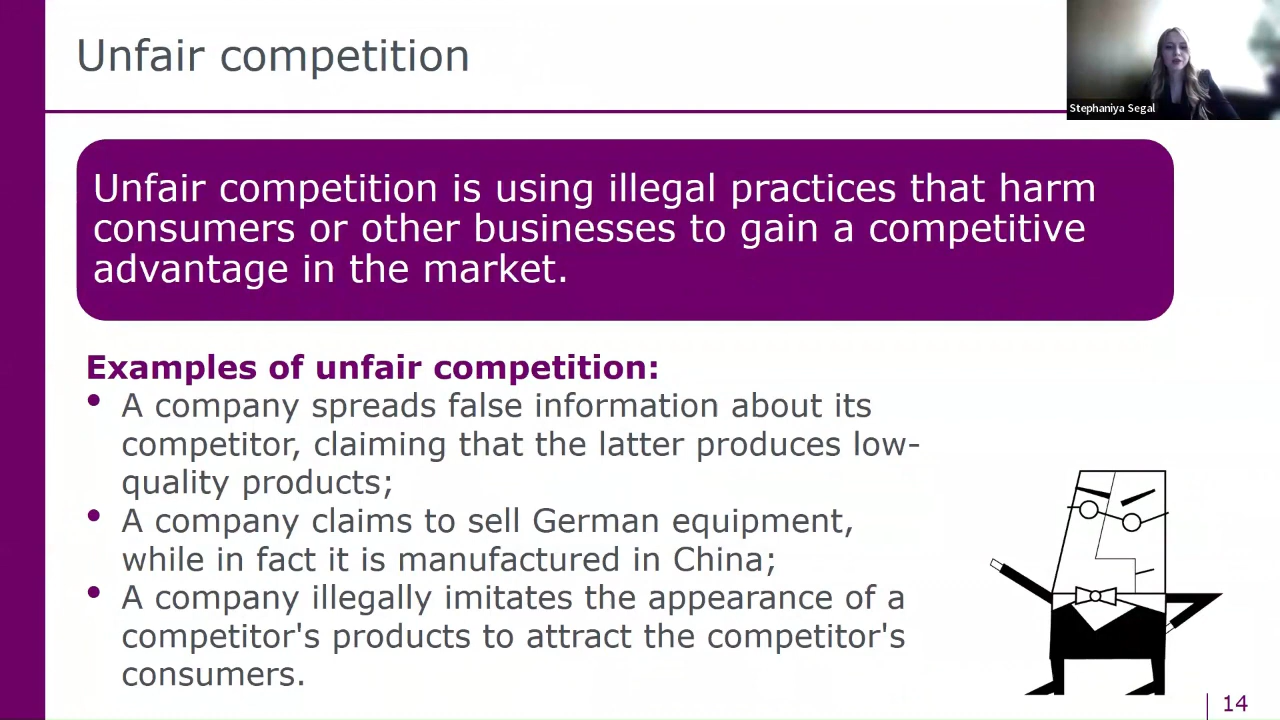 Unfair competition
Stephaniya Segal
Unfair competition is using illegal practices that harm
consumers or other businesses to gain a competitive
advantage in the market.
Examples of unfair competition:
• A company spreads false information about its
competitor, claiming that the latter produces low-
quality products;
• A company claims to sell German equipment,
while in fact it is manufactured in China;
• A company illegally imitates the appearance of a
competitor's products to attract the competitor's
consumers.
14